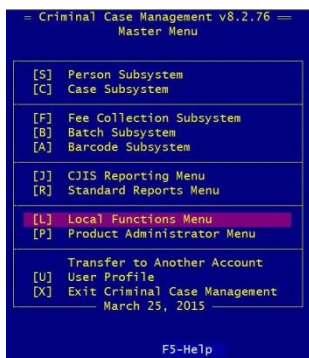 = Criminal Case Management v8.2.76 ==
Master Menu
[S] Person Subsystem
[C] Case Subsystem
[F] Fee Collection Subsystem
[B] Batch Subsystem
[A] Barcode Subsystem
[J] CJIS Reporting Menu
[R] Standard Reports Menu
[L] Local Functions Menu
[P] Product Administrator Menu
Transfer to Another Account
[U] User Profile
[X] Exit Criminal Case Management
March 25, 2015
F5-Help